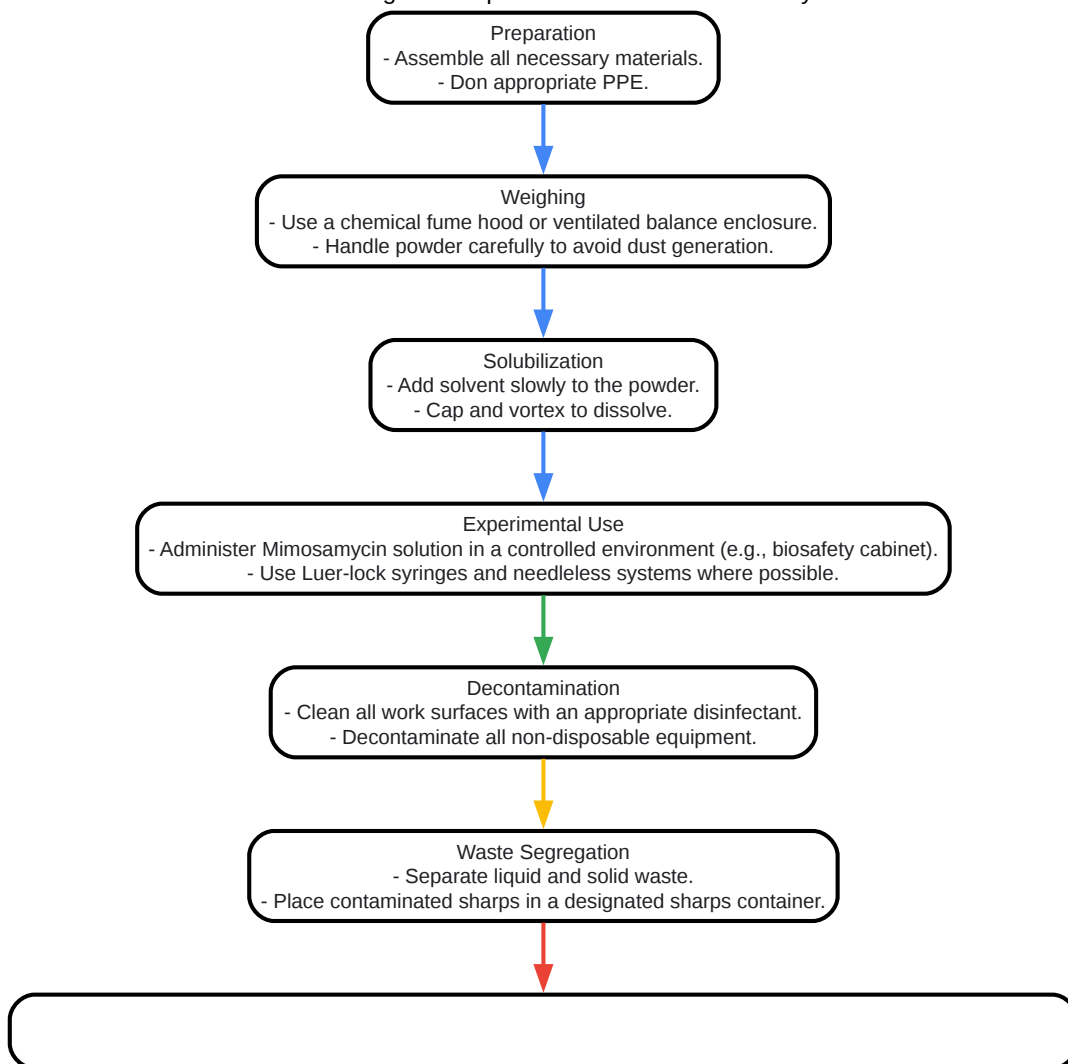 Preparation
- Assemble all necessary materials.
- Don appropriate PPE.
Weighing
- Use a chemical fume hood or ventilated balance enclosure.
- Handle powder carefully to avoid dust generation.
Solubilization
- Add solvent slowly to the powder.
- Cap and vortex to dissolve.
Experimental Use
- Administer Mimosamycin solution in a controlled environment (e.g., biosafety cabinet).
- Use Luer-lock syringes and needleless systems where possible.
Decontamination
- Clean all work surfaces with an appropriate disinfectant.
- Decontaminate all non-disposable equipment.
Waste Segregation
- Separate liquid and solid waste.
- Place contaminated sharps in a designated sharps container.